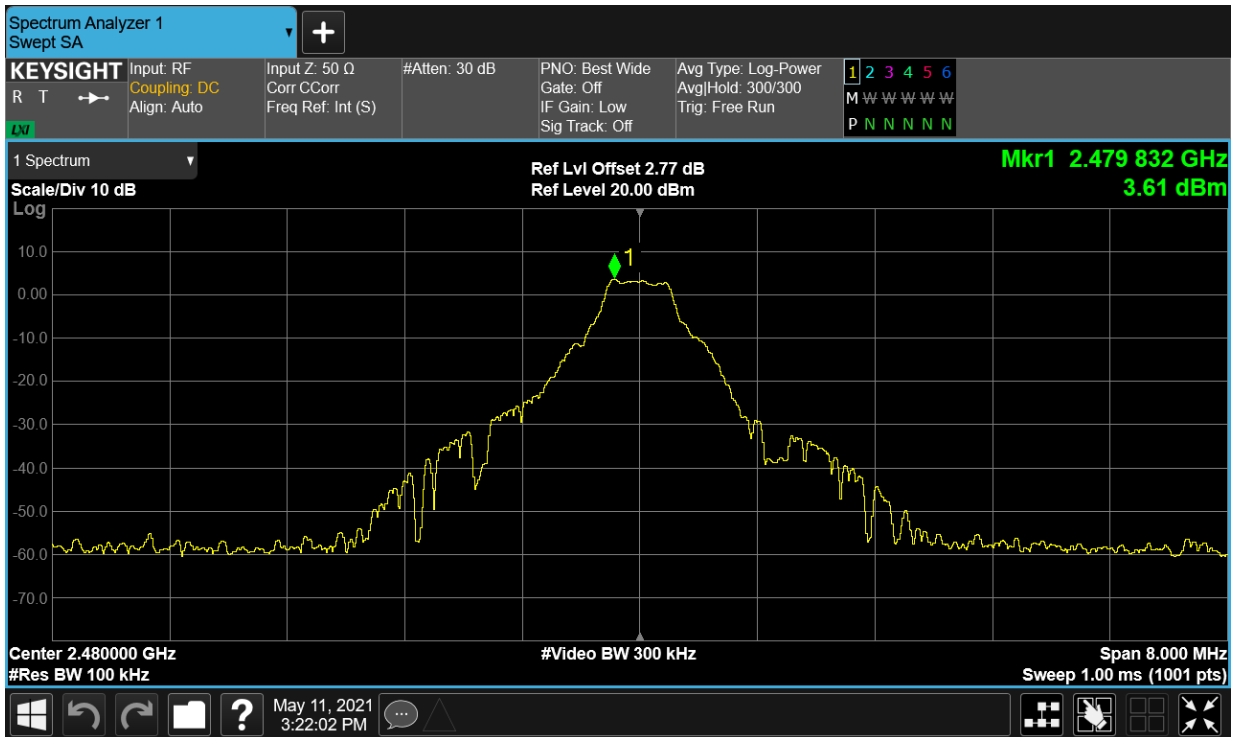 Spectrum Analyzer 1
Swept SA
KEYSIGHT
R T
LXI
Input: RF
Coupling: DC
Align: Auto
Input Z: 50 Ω
Corr CCorr
Freq Ref: Int (S)
#Atten: 30 dB
PNO: Best Wide
Gate: Off
IF Gain: Low
Sig Track: Off
Avg Type: Log-Power
Avg|Hold: 300/300
Trig: Free Run
1 2 3 4 5 6
M W W W W W
P N N N N N
1 Spectrum
Scale/Div 10 dB
Log
Ref Lvl Offset 2.77 dB
Ref Level 20.00 dBm
Mkr1 2.479 832 GHz
3.61 dBm
1
10.0
0.00
-10.0
-20.0
-30.0
-40.0
-50.0
-60.0
-70.0
Center 2.480000 GHz
#Res BW 100 kHz
#Video BW 300 kHz
Span 8.000 MHz
Sweep 1.00 ms (1001 pts)
?
May 11, 2021
3:22:02 PM